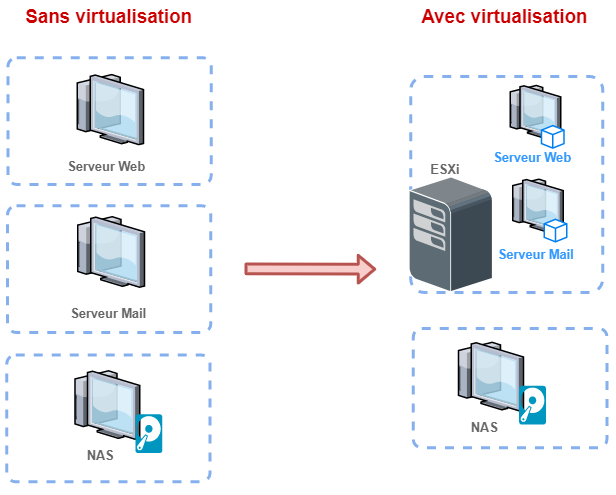 Sans virtualisation
Serveur Web
Serveur Mail
NAS
Avec virtualisation
ESXi
Serveur Web
Serveur Mail
NAS